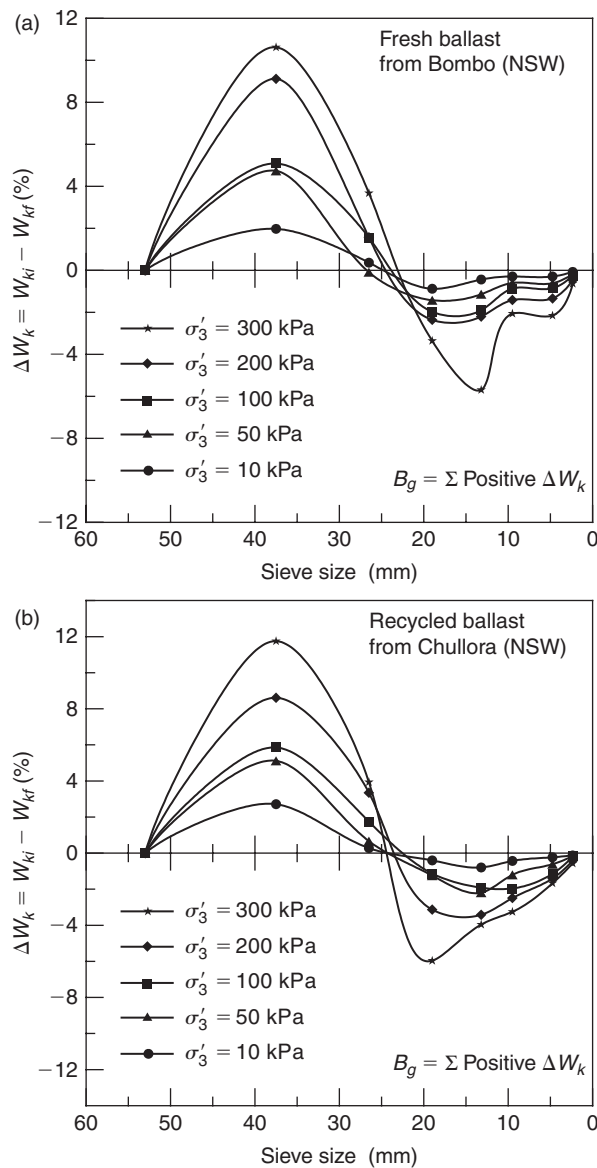 (a)
Fresh ballast
from Bombo (NSW)
12
8
4
0
−4
−8
−12
ΔW_k = W_ki − W_kf (%)
σ′_3 = 300 kPa
σ′_3 = 200 kPa
σ′_3 = 100 kPa
σ′_3 = 50 kPa
σ′_3 = 10 kPa
B_g = Σ Positive ΔW_k
60 50 40 30 20 10 0
Sieve size (mm)
(b)
Recycled ballast
from Chullora (NSW)
12
8
4
0
−4
−8
−12
ΔW_k = W_ki − W_kf (%)
σ′_3 = 300 kPa
σ′_3 = 200 kPa
σ′_3 = 100 kPa
σ′_3 = 50 kPa
σ′_3 = 10 kPa
B_g = Σ Positive ΔW_k
60 50 40 30 20 10 0
Sieve size (mm)